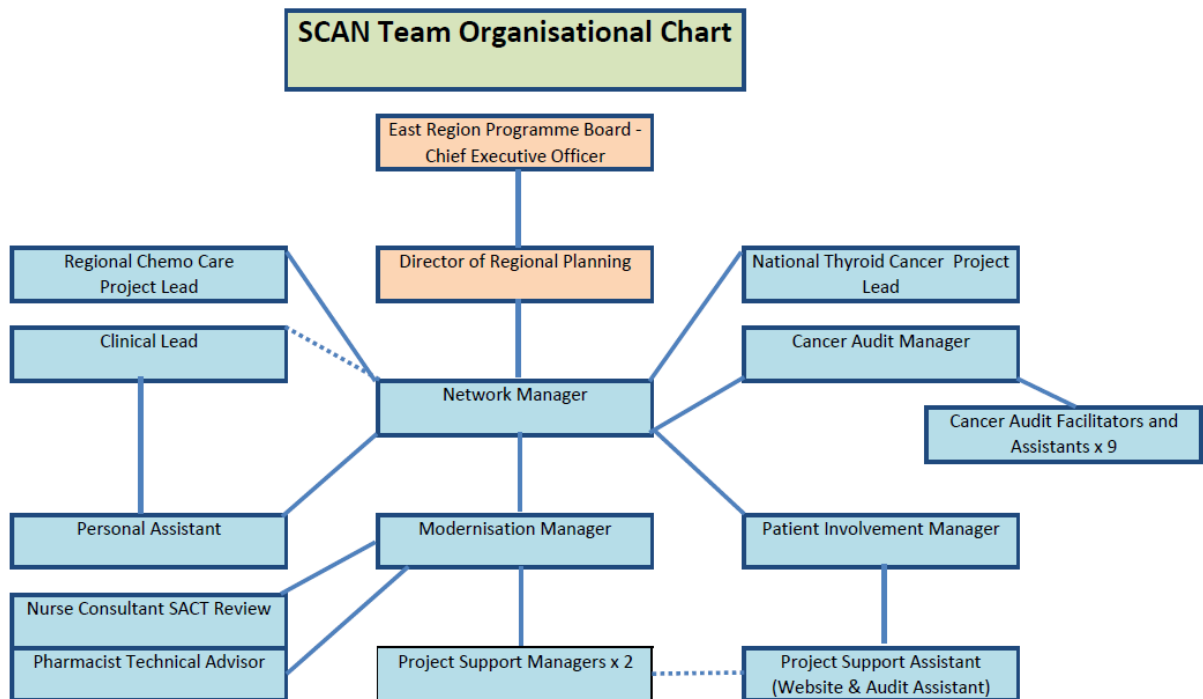 SCAN Team Organisational Chart
East Region Programme Board -
Chief Executive Officer
Regional Chemo Care
Project Lead
Director of Regional Planning
National Thyroid Cancer Project
Lead
Clinical Lead
Cancer Audit Manager
Network Manager
Cancer Audit Facilitators and
Assistants x 9
Personal Assistant
Modernisation Manager
Patient Involvement Manager
Nurse Consultant SACT Review
Pharmacist Technical Advisor
Project Support Managers x 2
Project Support Assistant
(Website & Audit Assistant)